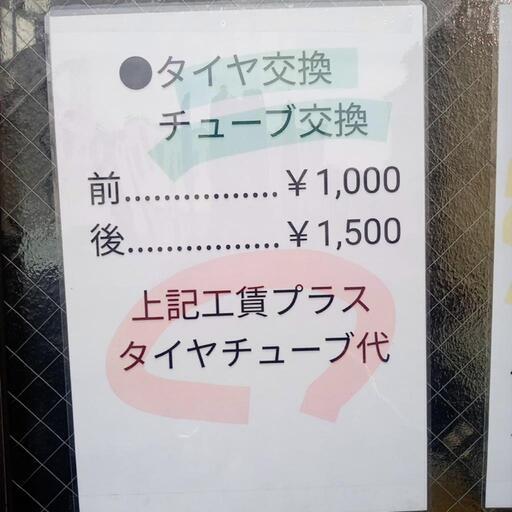 ●タイヤ交換
チューブ交換
前................¥1,000
後................¥1,500
上記工賃プラス
タイヤチューブ代